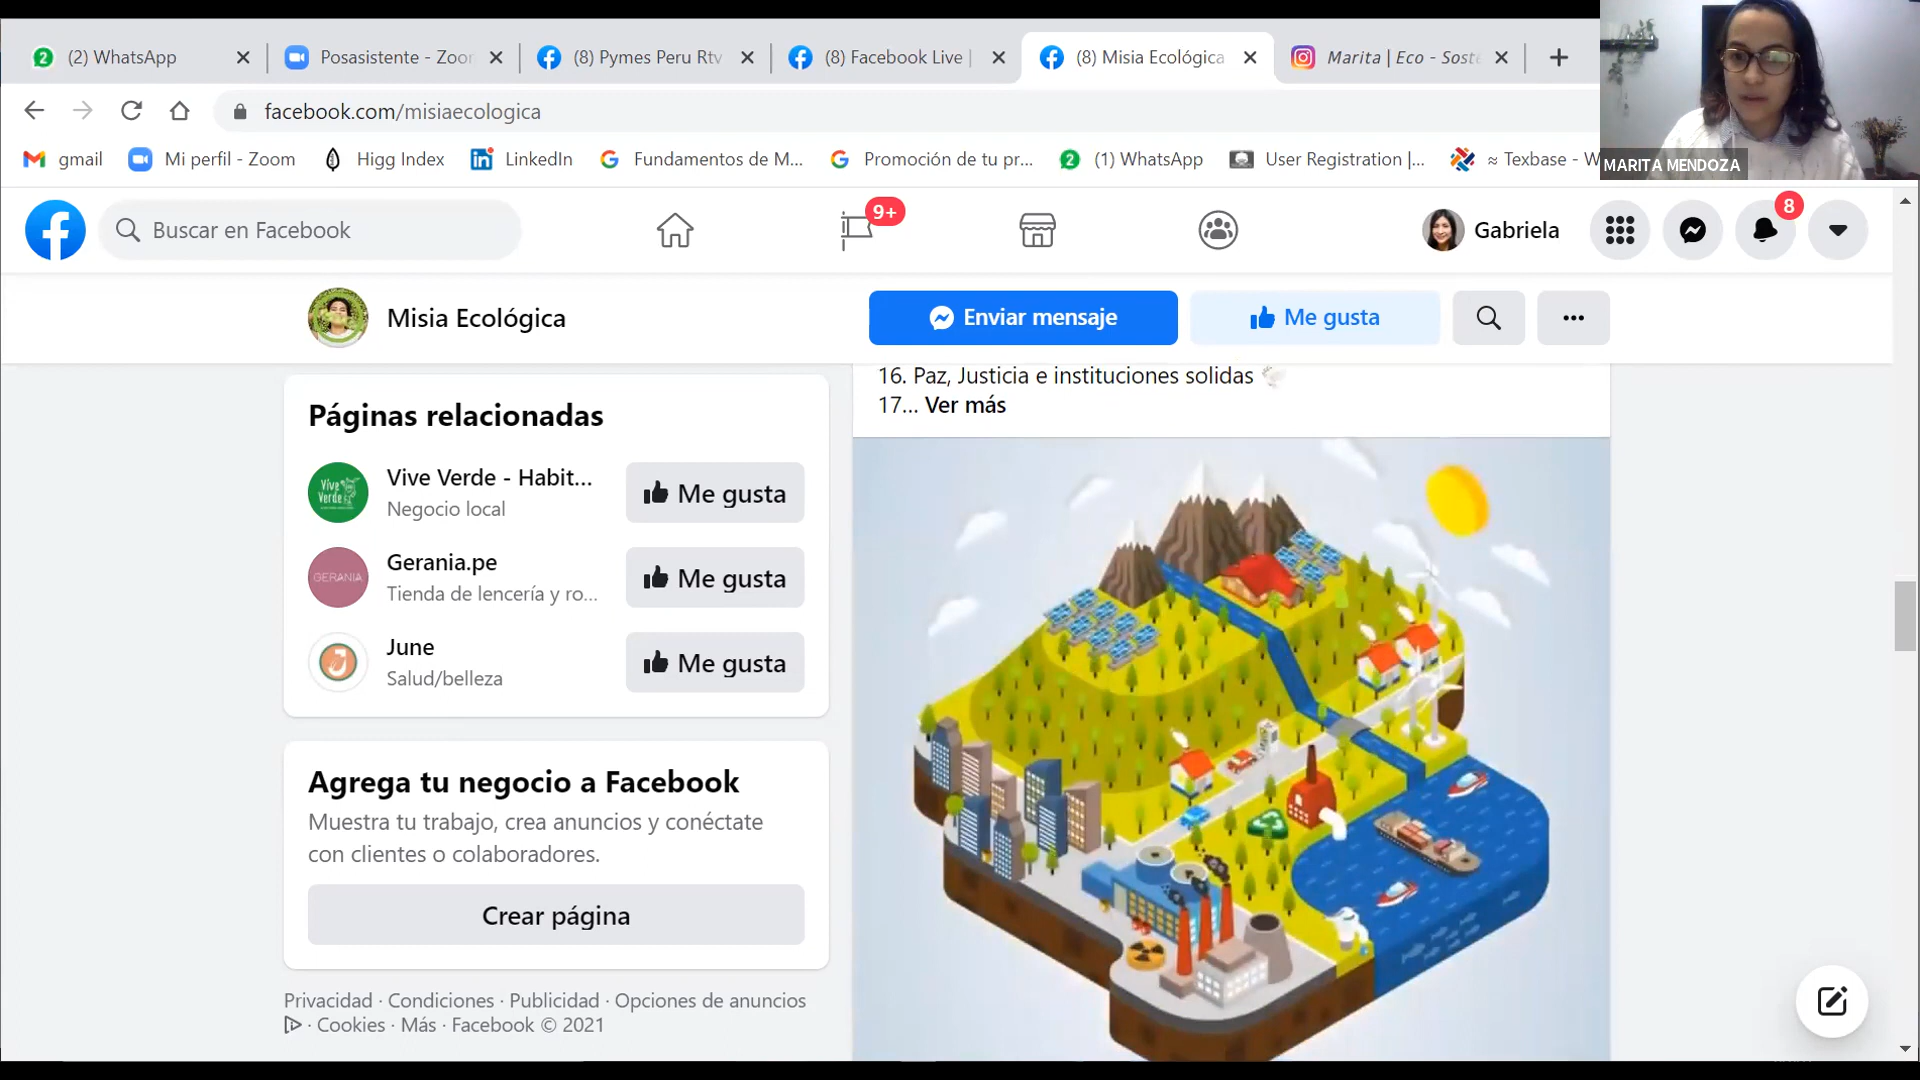 (2) WhatsApp
Posasistente - Zoor
(8) Pymes Peru Rtv
(8) Facebook Live |
(8) Misia Ecológica
Marita | Eco - Soste
facebook.com/misiaecologica
gmail
Mi perfil - Zoom
Higg Index
LinkedIn
Fundamentos de M...
Promoción de tu pr...
(1) WhatsApp
User Registration |...
≈ Texbase - W
MARITA MENDOZA
Buscar en Facebook
9+
Gabriela
8
Misia Ecológica
Enviar mensaje
Me gusta
16. Paz, Justicia e instituciones solidas
17... Ver más
Páginas relacionadas
Vive Verde
Vive Verde - Habit...
Negocio local
Me gusta
GERANIA
Gerania.pe
Tienda de lencería y ro...
Me gusta
June
Salud/belleza
Me gusta
Agrega tu negocio a Facebook
Muestra tu trabajo, crea anuncios y conéctate
con clientes o colaboradores.
Crear página
Privacidad · Condiciones · Publicidad · Opciones de anuncios
· Cookies · Más · Facebook © 2021